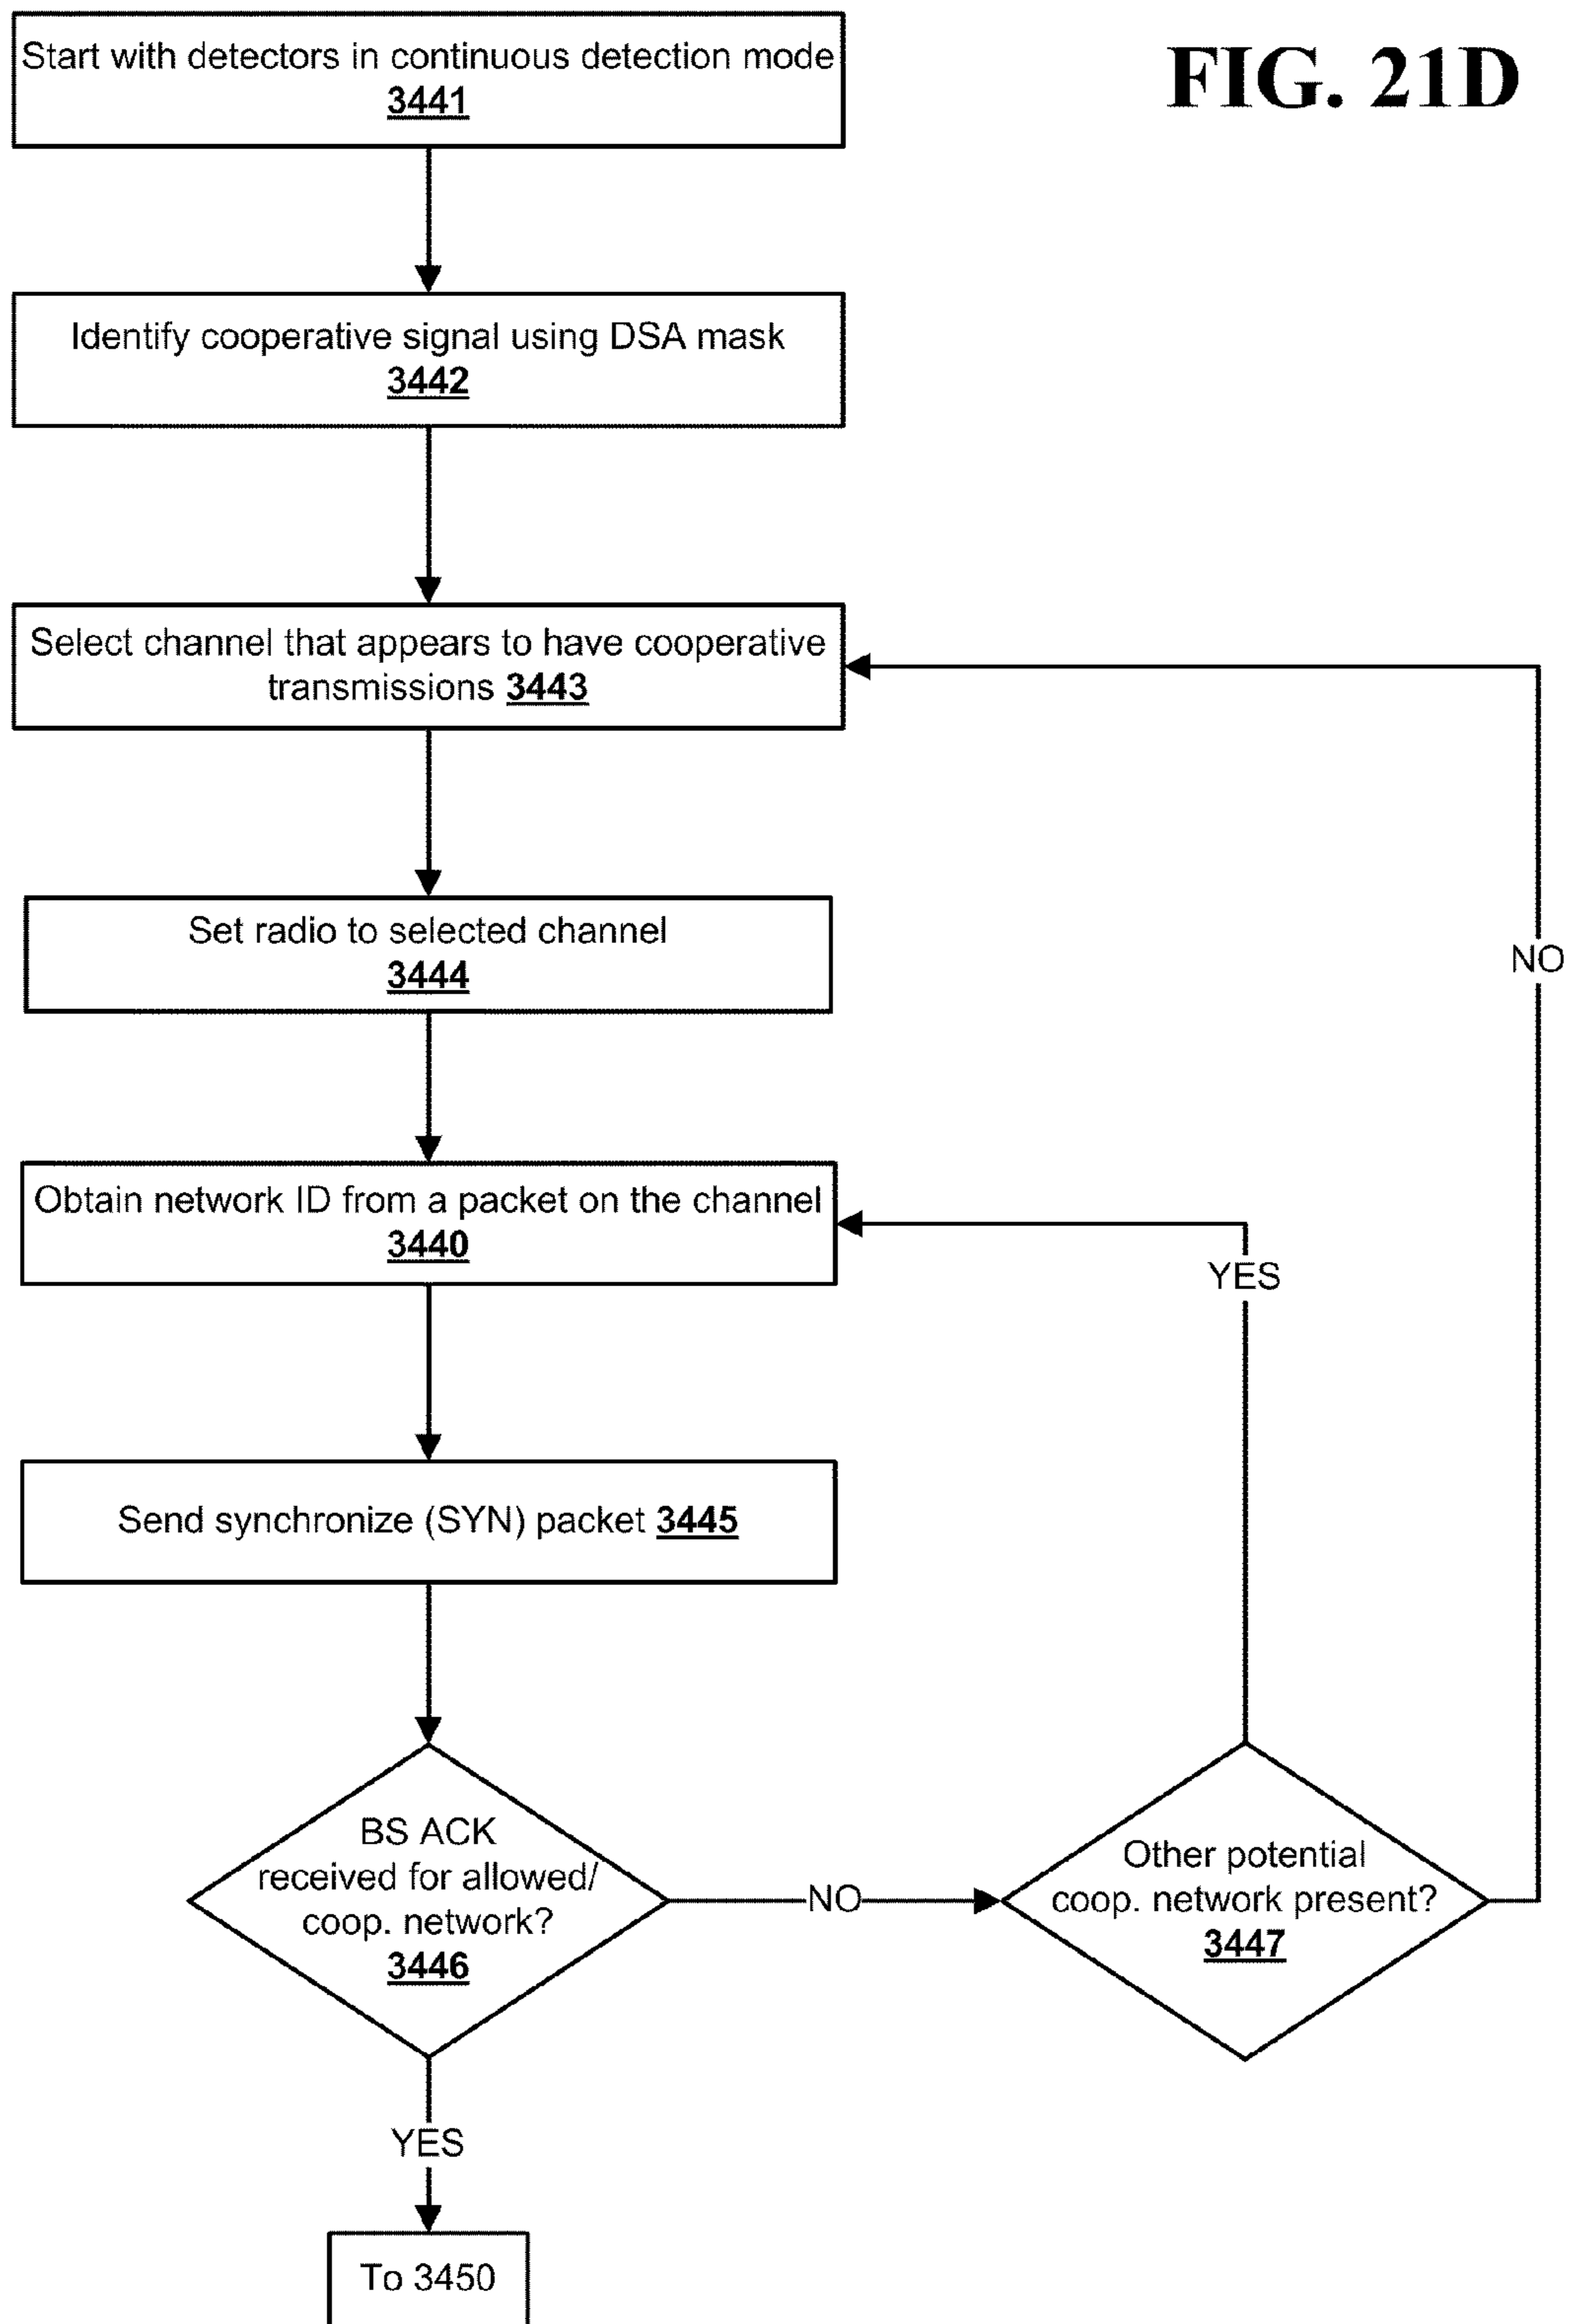 FIG. 21D
Start with detectors in continuous detection mode
3441
Identify cooperative signal using DSA mask
3442
Select channel that appears to have cooperative
transmissions 3443
Set radio to selected channel
3444
NO
Obtain network ID from a packet on the channel
3440
YES
Send synchronize (SYN) packet 3445
BS ACK
received for allowed/
coop. network?
3446
NO
Other potential
coop. network present?
3447
YES
To 3450